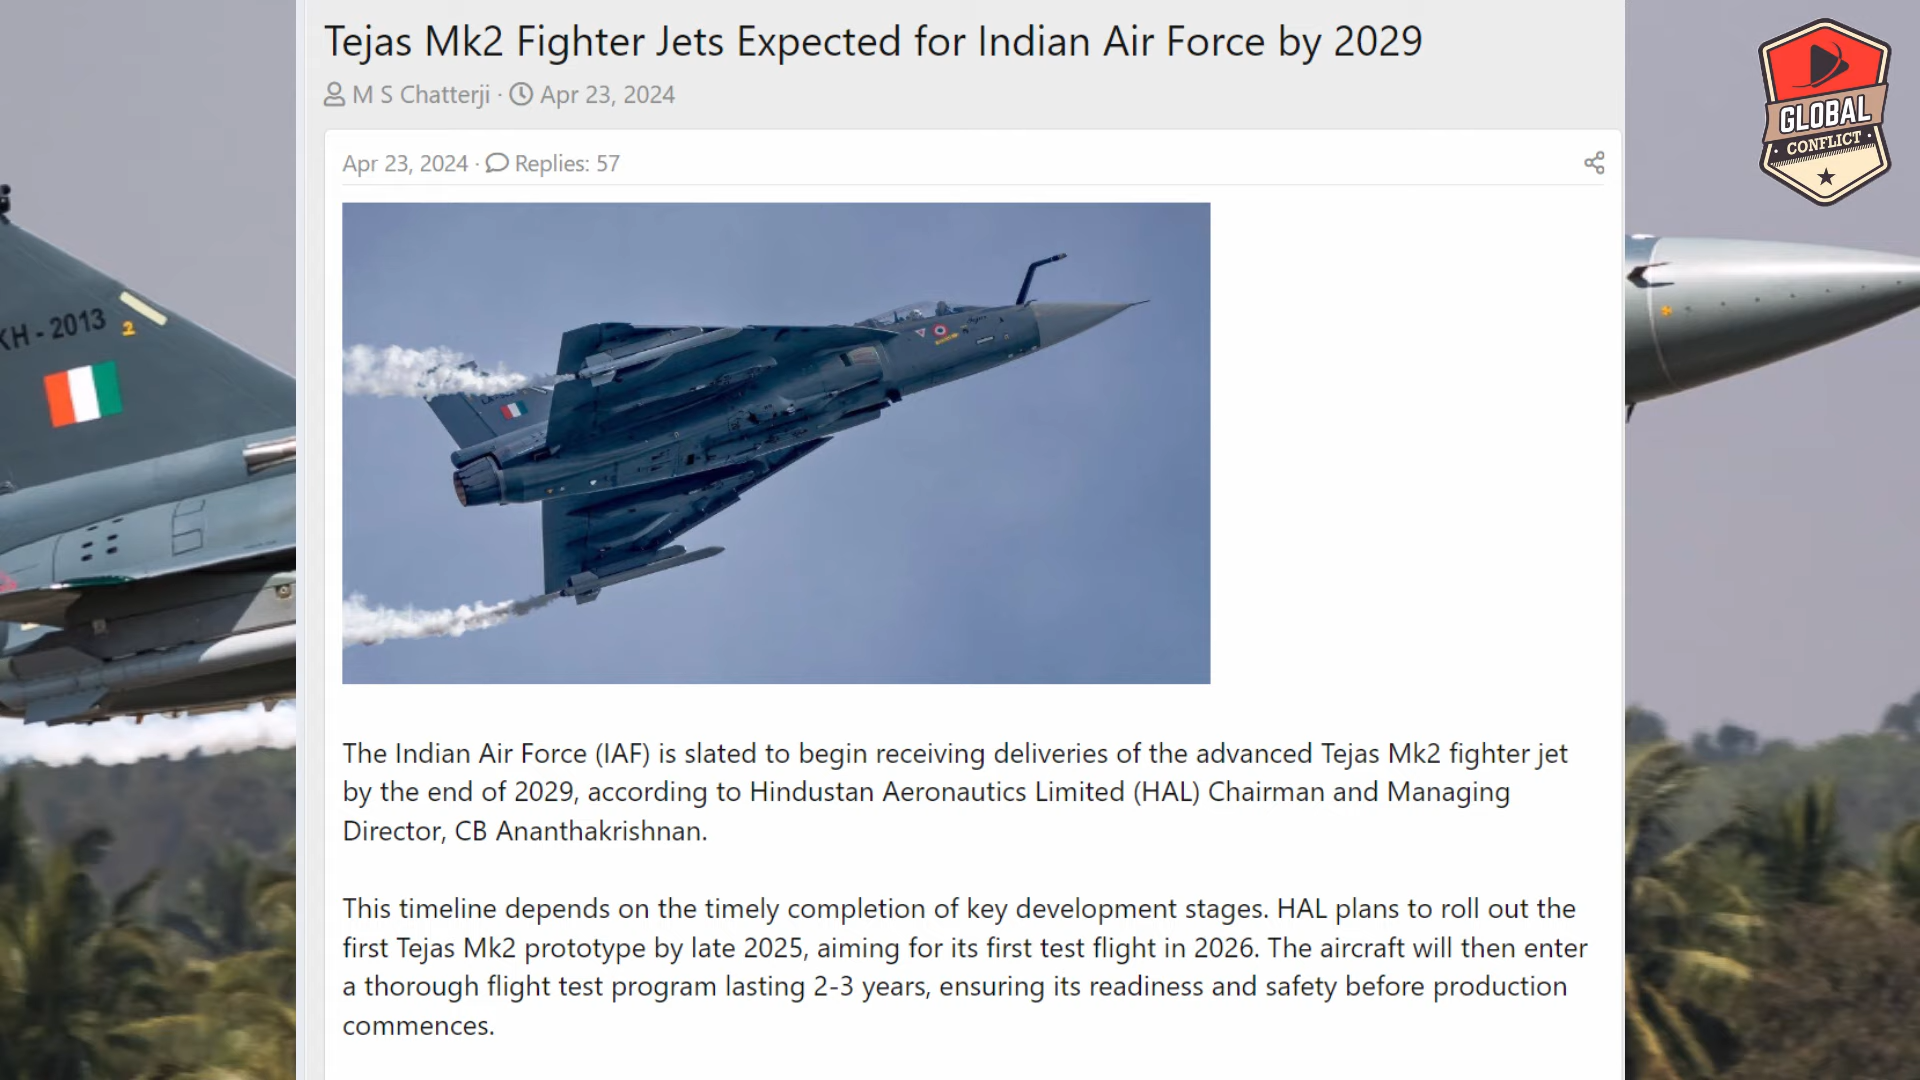 Tejas Mk2 Fighter Jets Expected for Indian Air Force by 2029
M S Chatterji · Apr 23, 2024
Apr 23, 2024 · Replies: 57
The Indian Air Force (IAF) is slated to begin receiving deliveries of the advanced Tejas Mk2 fighter jet
by the end of 2029, according to Hindustan Aeronautics Limited (HAL) Chairman and Managing
Director, CB Ananthakrishnan.
This timeline depends on the timely completion of key development stages. HAL plans to roll out the
first Tejas Mk2 prototype by late 2025, aiming for its first test flight in 2026. The aircraft will then enter
a thorough flight test program lasting 2-3 years, ensuring its readiness and safety before production
commences.
KH - 2013
2
GLOBAL
· CONFLICT ·